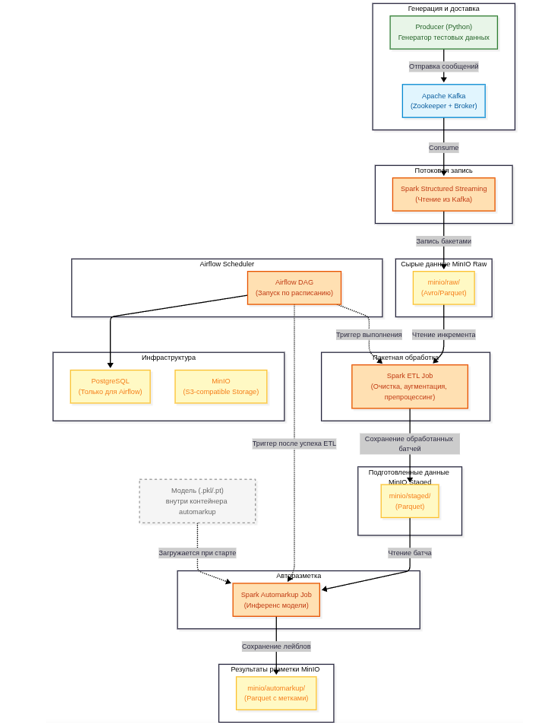 Генерация и доставка
Producer (Python)
Генератор тестовых данных
Отправка сообщений
Apache Kafka
(Zookeeper + Broker)
Consume
Потоковая запись
Spark Structured Streaming
(Чтение из Kafka)
Запись бакетами
Airflow Scheduler
Сырые данные MinIO Raw
Airflow DAG
(Запуск по расписанию)
minio/raw/
(Avro/Parquet)
Триггер выполнения
Чтение инкремента
Инфраструктура
Пакетная обработка
PostgreSQL
(Только для Airflow)
MinIO
(S3-compatible Storage)
Spark ETL Job
(Очистка, аугментация,
препроцессинг)
Триггер после успеха ETL
Сохранение обработанных
батчей
Подготовленные данные
MinIO Staged
Модель (.pkl/.pt)
внутри контейнера
automarkup
minio/staged/
(Parquet)
Загружается при старте
Чтение батча
Авторазметка
Spark Automarkup Job
(Инференс модели)
Сохранение лейблов
Результаты разметки MinIO
minio/automarkup/
(Parquet с метками)